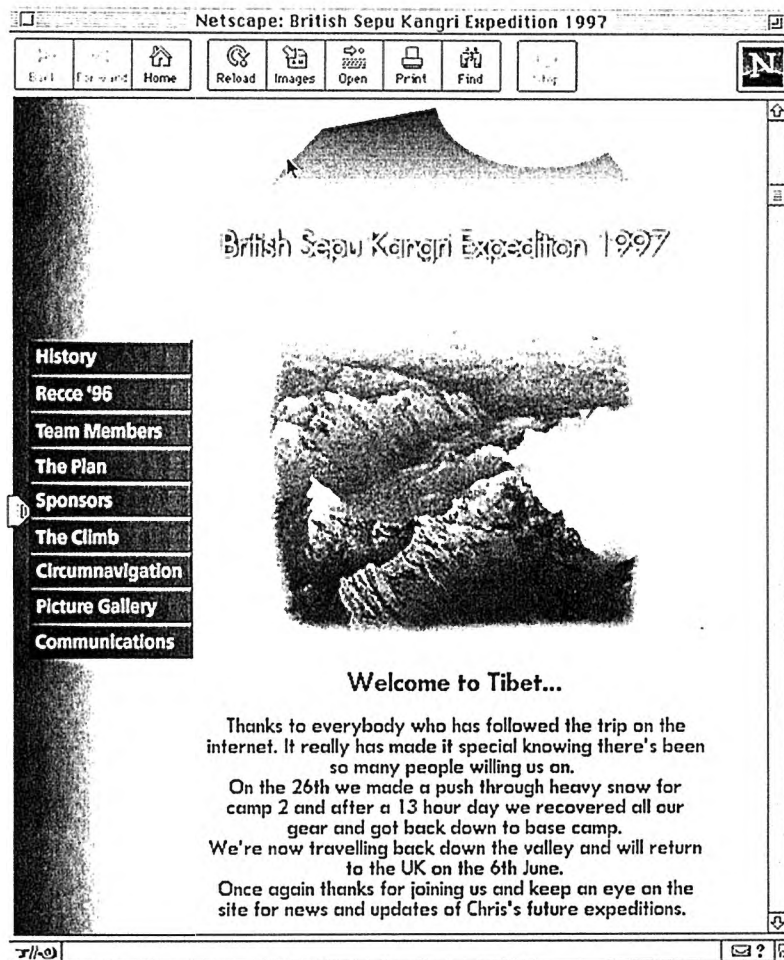 Netscape: British Sepu Kangri Expedition 1997
Back Forward Home Reload Images Open Print Find Stop
N
British Sepu Kangri Expedition 1997
History
Recce '96
Team Members
The Plan
Sponsors
The Climb
Circumnavigation
Picture Gallery
Communications
Welcome to Tibet...
Thanks to everybody who has followed the trip on the
internet. It really has made it special knowing there's been
so many people willing us on.
On the 26th we made a push through heavy snow for
camp 2 and after a 13 hour day we recovered all our
gear and got back down to base camp.
We're now travelling back down the valley and will return
to the UK on the 6th June.
Once again thanks for joining us and keep an eye on the
site for news and updates of Chris's future expeditions.
?